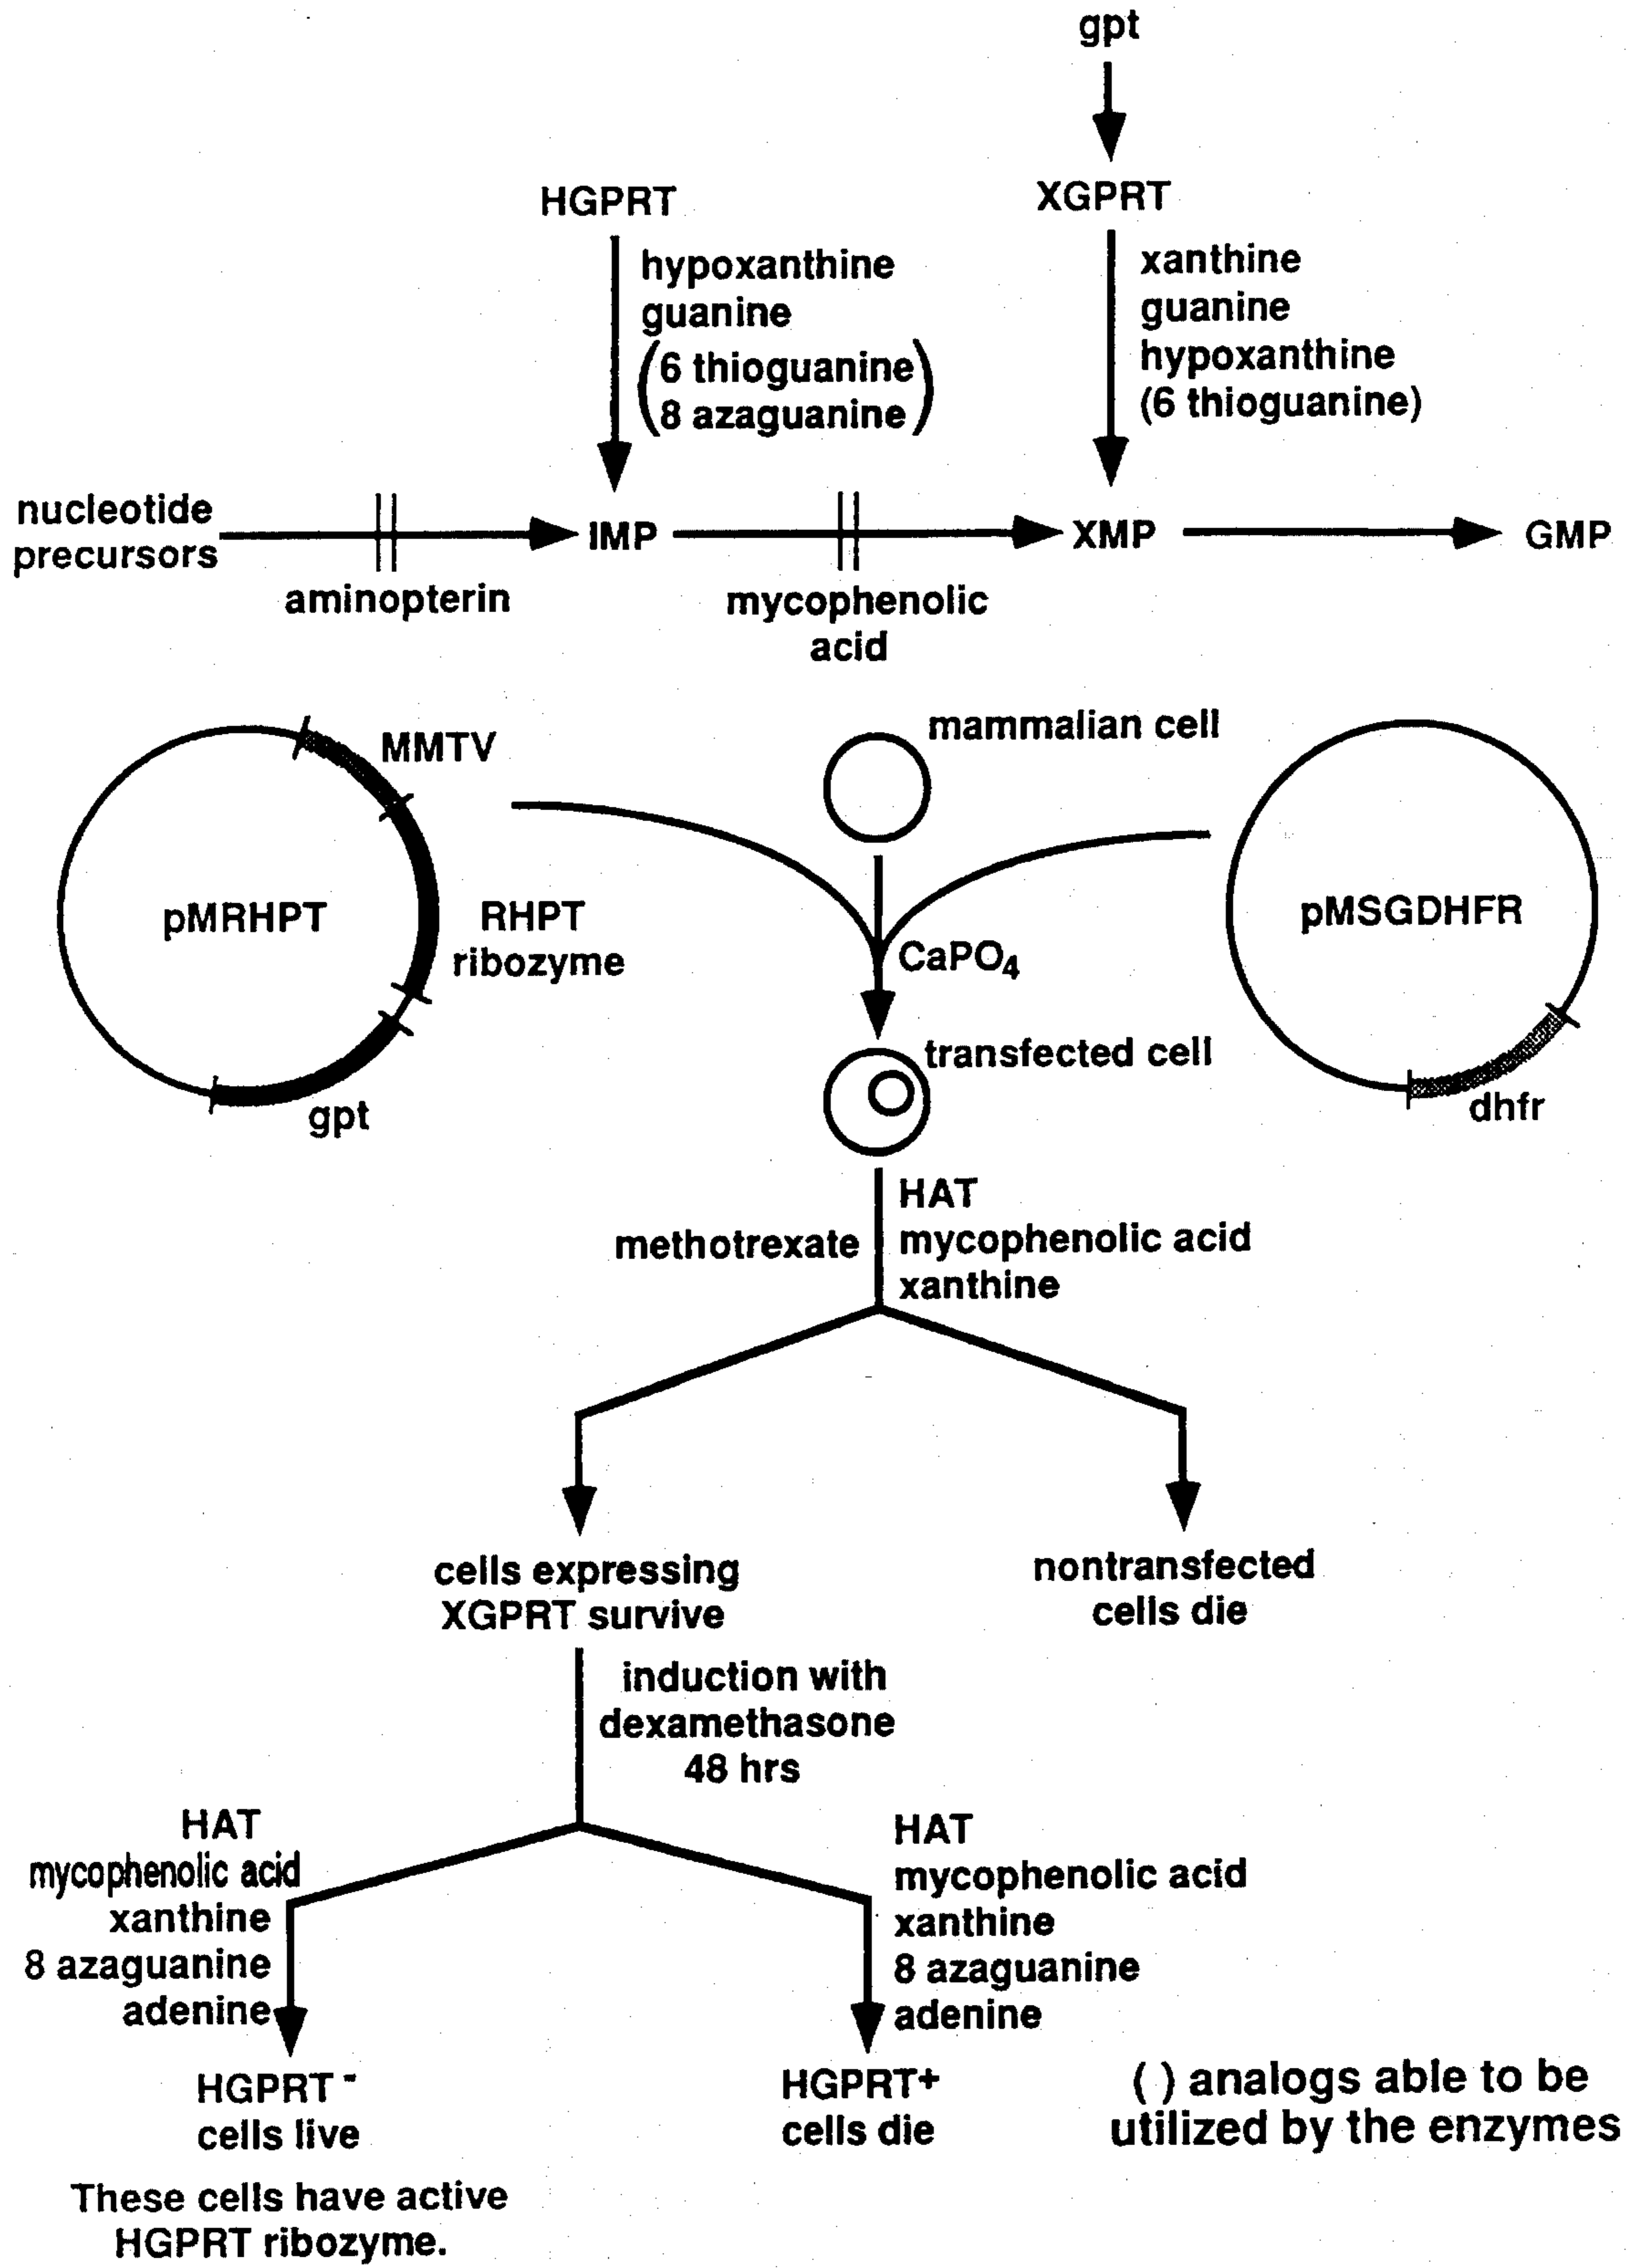 gpt
HGPRT
XGPRT
hypoxanthine
guanine
(6 thioguanine
8 azaguanine)
xanthine
guanine
hypoxanthine
(6 thioguanine)
nucleotide
precursors
IMP
XMP
GMP
aminopterin
mycophenolic
acid
MMTV
mammalian cell
pMRHPT
RHPT
ribozyme
pMSGDHFR
CaPO4
transfected cell
gpt
dhfr
methotrexate
HAT
mycophenolic acid
xanthine
cells expressing
XGPRT survive
nontransfected
cells die
induction with
dexamethasone
48 hrs
HAT
mycophenolic acid
xanthine
8 azaguanine
adenine
HAT
mycophenolic acid
xanthine
8 azaguanine
adenine
HGPRT -
cells live
HGPRT+
cells die
( ) analogs able to be
utilized by the enzymes
These cells have active
HGPRT ribozyme.